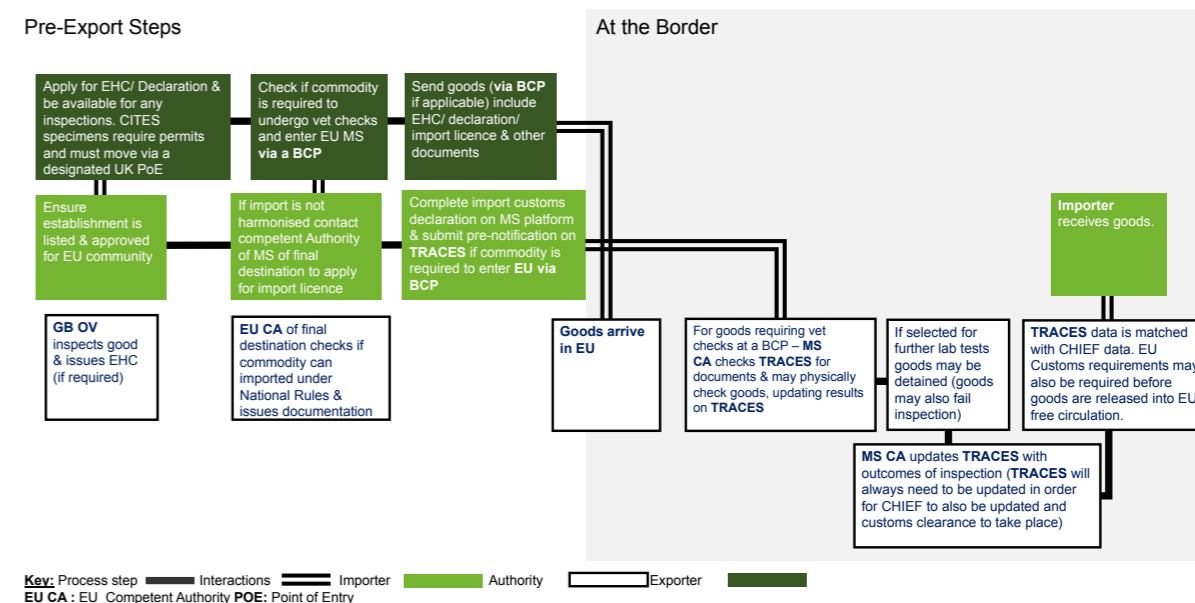 Pre-Export Steps
At the Border
Apply for EHC/ Declaration &
be available for any
inspections. CITES
specimens require permits
and must move via a
designated UK PoE
Check if commodity
is required to
undergo vet checks
and enter EU MS
via a BCP
Send goods (via BCP
if applicable) include
EHC/ declaration/
import licence & other
documents
Ensure
establishment is
listed & approved
for EU community
If import is not
harmonised contact
competent Authority
of MS of final
destination to apply
for import licence
Complete import customs
declaration on MS platform
& submit pre-notification on
TRACES if commodity is
required to enter EU via
BCP
Importer
receives goods.
GB OV
inspects good
& issues EHC
(if required)
EU CA of final
destination checks if
commodity can
imported under
National Rules &
issues documentation
Goods arrive
in EU
For goods requiring vet
checks at a BCP – MS
CA checks TRACES for
documents & may physically
check goods, updating results
on TRACES
If selected for
further lab tests
goods may be
detained (goods
may also fail
inspection)
TRACES data is matched
with CHIEF data. EU
Customs requirements may
also be required before
goods are released into EU
free circulation.
MS CA updates TRACES with
outcomes of inspection (TRACES will
always need to be updated in order
for CHIEF to also be updated and
customs clearance to take place)
Key: Process step Interactions Importer Authority Exporter
EU CA : EU Competent Authority POE: Point of Entry